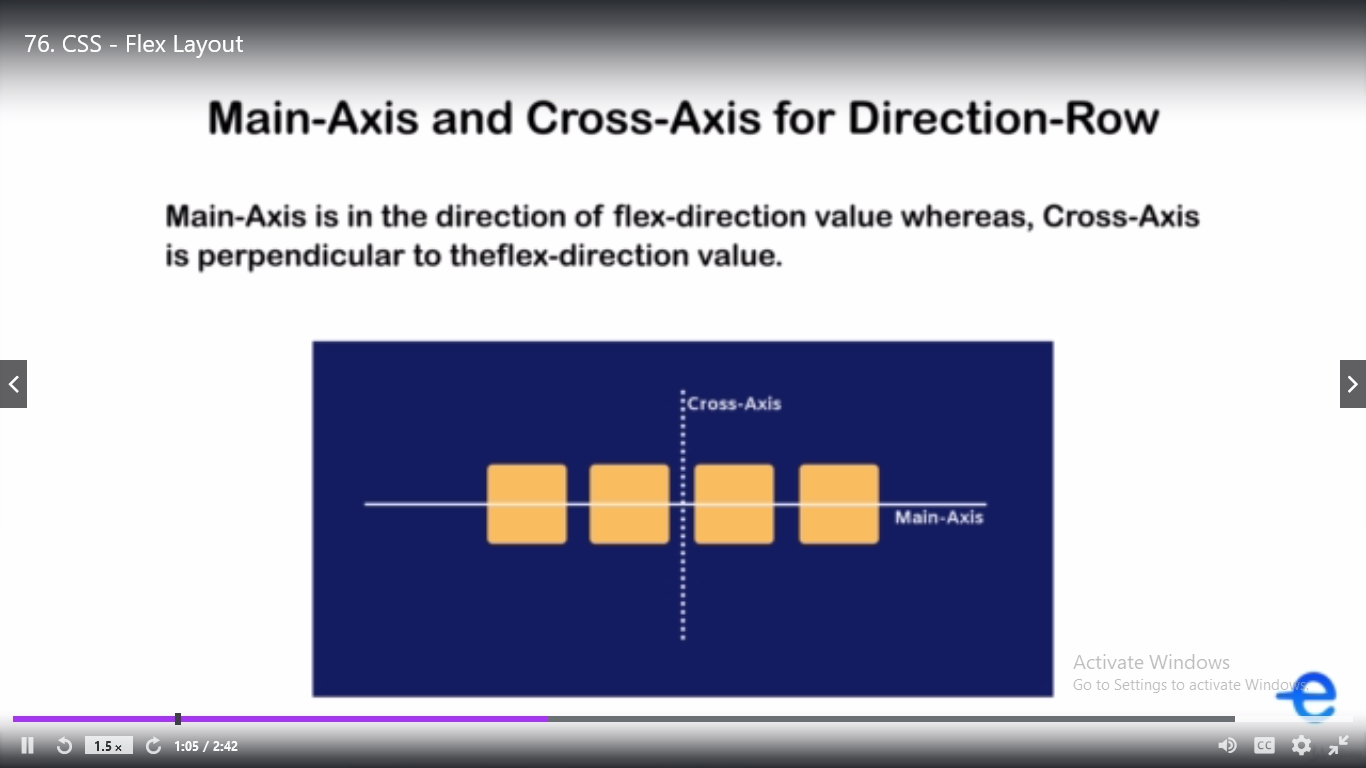 76. CSS - Flex Layout
Main-Axis and Cross-Axis for Direction-Row
Main-Axis is in the direction of flex-direction value whereas, Cross-Axis
is perpendicular to theflex-direction value.
Cross-Axis
Main-Axis
Activate Windows
Go to Settings to activate Windows.
1.5 x
1:05 / 2:42
CC